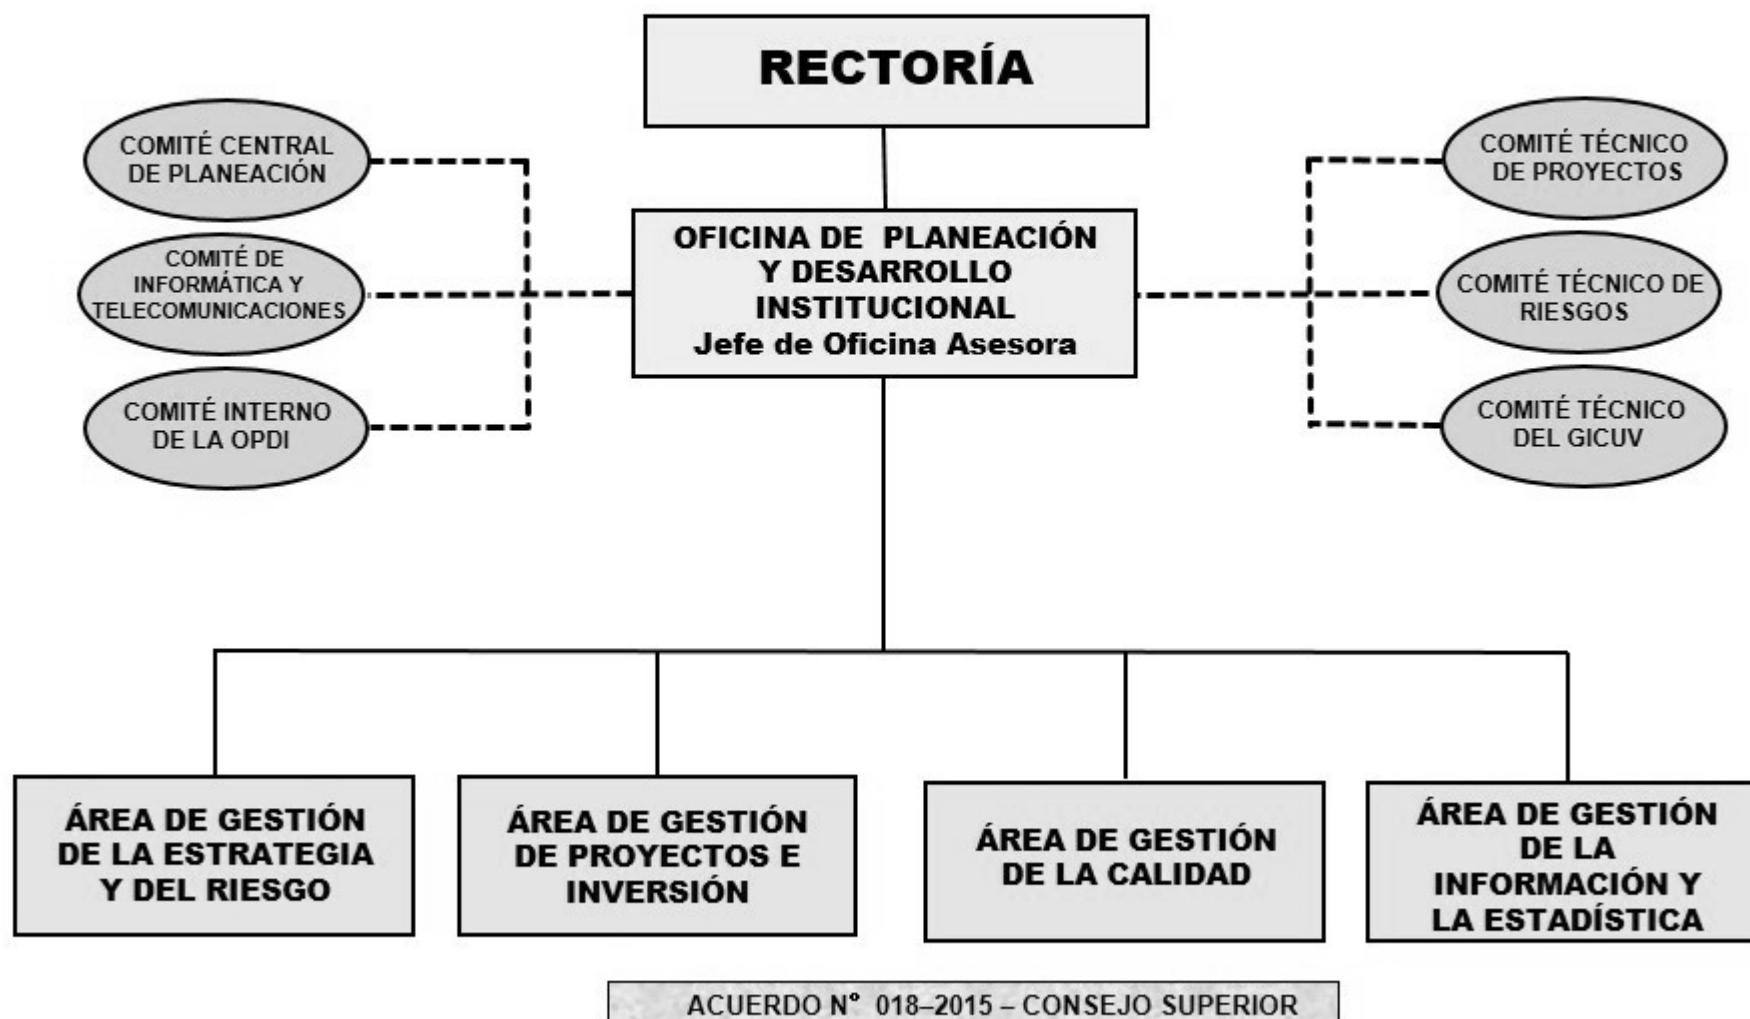 RECTORÍA
COMITÉ CENTRAL
DE PLANEACIÓN
COMITÉ DE
INFORMÁTICA Y
TELECOMUNICACIONES
COMITÉ INTERNO
DE LA OPDI
OFICINA DE PLANEACIÓN
Y DESARROLLO
INSTITUCIONAL
Jefe de Oficina Asesora
COMITÉ TÉCNICO
DE PROYECTOS
COMITÉ TÉCNICO DE
RIESGOS
COMITÉ TÉCNICO
DEL GICUV
ÁREA DE GESTIÓN
DE LA ESTRATEGIA
Y DEL RIESGO
ÁREA DE GESTIÓN
DE PROYECTOS E
INVERSIÓN
ÁREA DE GESTIÓN
DE LA CALIDAD
ÁREA DE GESTIÓN
DE LA
INFORMACIÓN Y
LA ESTADÍSTICA
ACUERDO N° 018–2015 – CONSEJO SUPERIOR